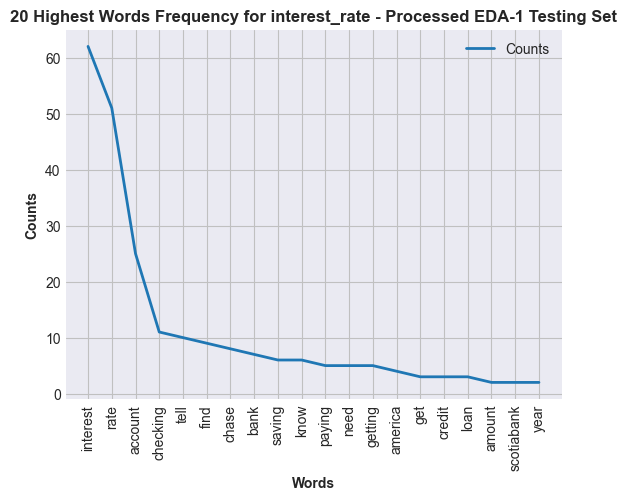 20 Highest Words Frequency for interest_rate - Processed EDA-1 Testing Set
Counts
60
50
40
30
20
10
0
Counts
interest
rate
account
checking
tell
find
chase
bank
saving
know
paying
need
getting
america
get
credit
loan
amount
scotiabank
year
Words